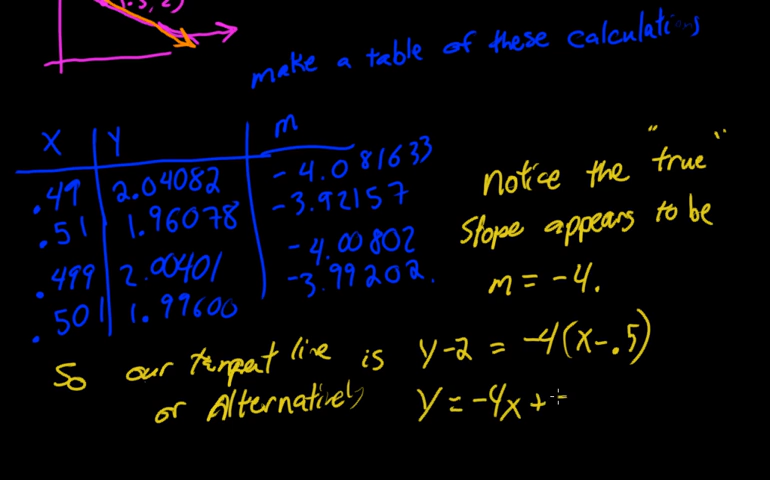 .5, 2)
make a table of these calculations
X Y m
.49 2.04082 -4.081633
.51 1.96078 -3.92157
.499 2.00401 -4.00802
.501 1.99600 -3.99202.
Notice the "true"
slope appears to be
m = -4.
So our tangent line is y-2 = -4(x-.5)
or Alternatively y = -4x +